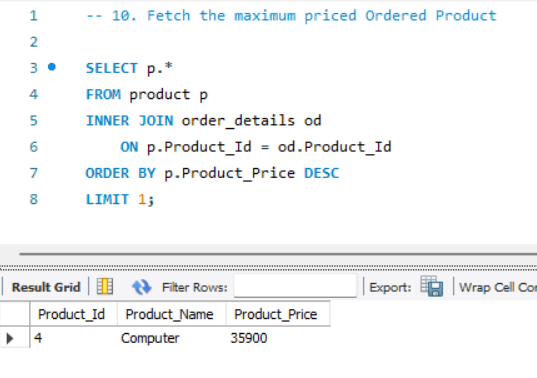 1 -- 10. Fetch the maximum priced Ordered Product
2
3 SELECT p.*
4 FROM product p
5 INNER JOIN order_details od
6 ON p.Product_Id = od.Product_Id
7 ORDER BY p.Product_Price DESC
8 LIMIT 1;
Result Grid Filter Rows: Export: Wrap Cell Con
Product_Id Product_Name Product_Price
4 Computer 35900